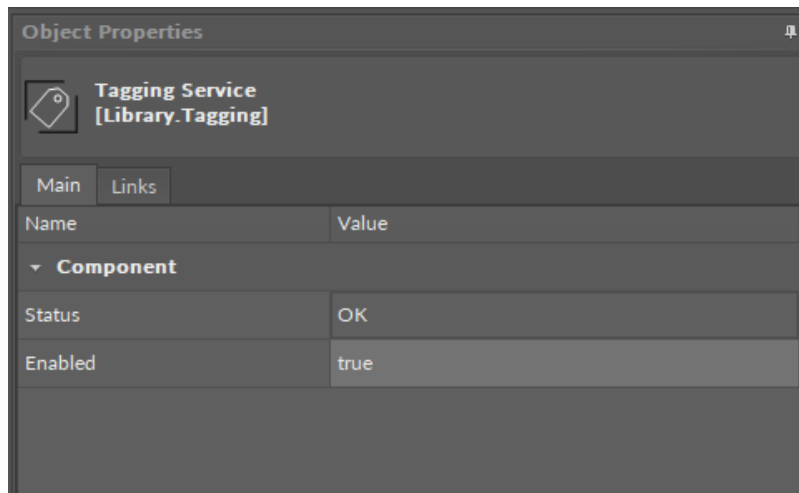 Object Properties
Tagging Service
[Library.Tagging]
Main Links
Name Value
Component
Status OK
Enabled true